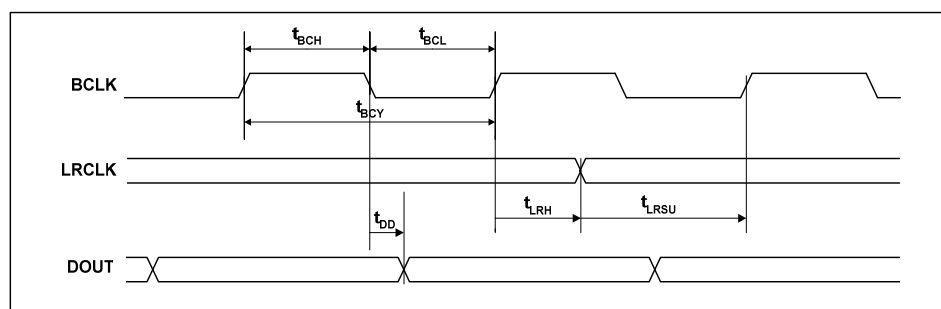 tBCH
tBCL
BCLK
tBCY
LRCLK
tLRH
tLRSU
tDD
DOUT